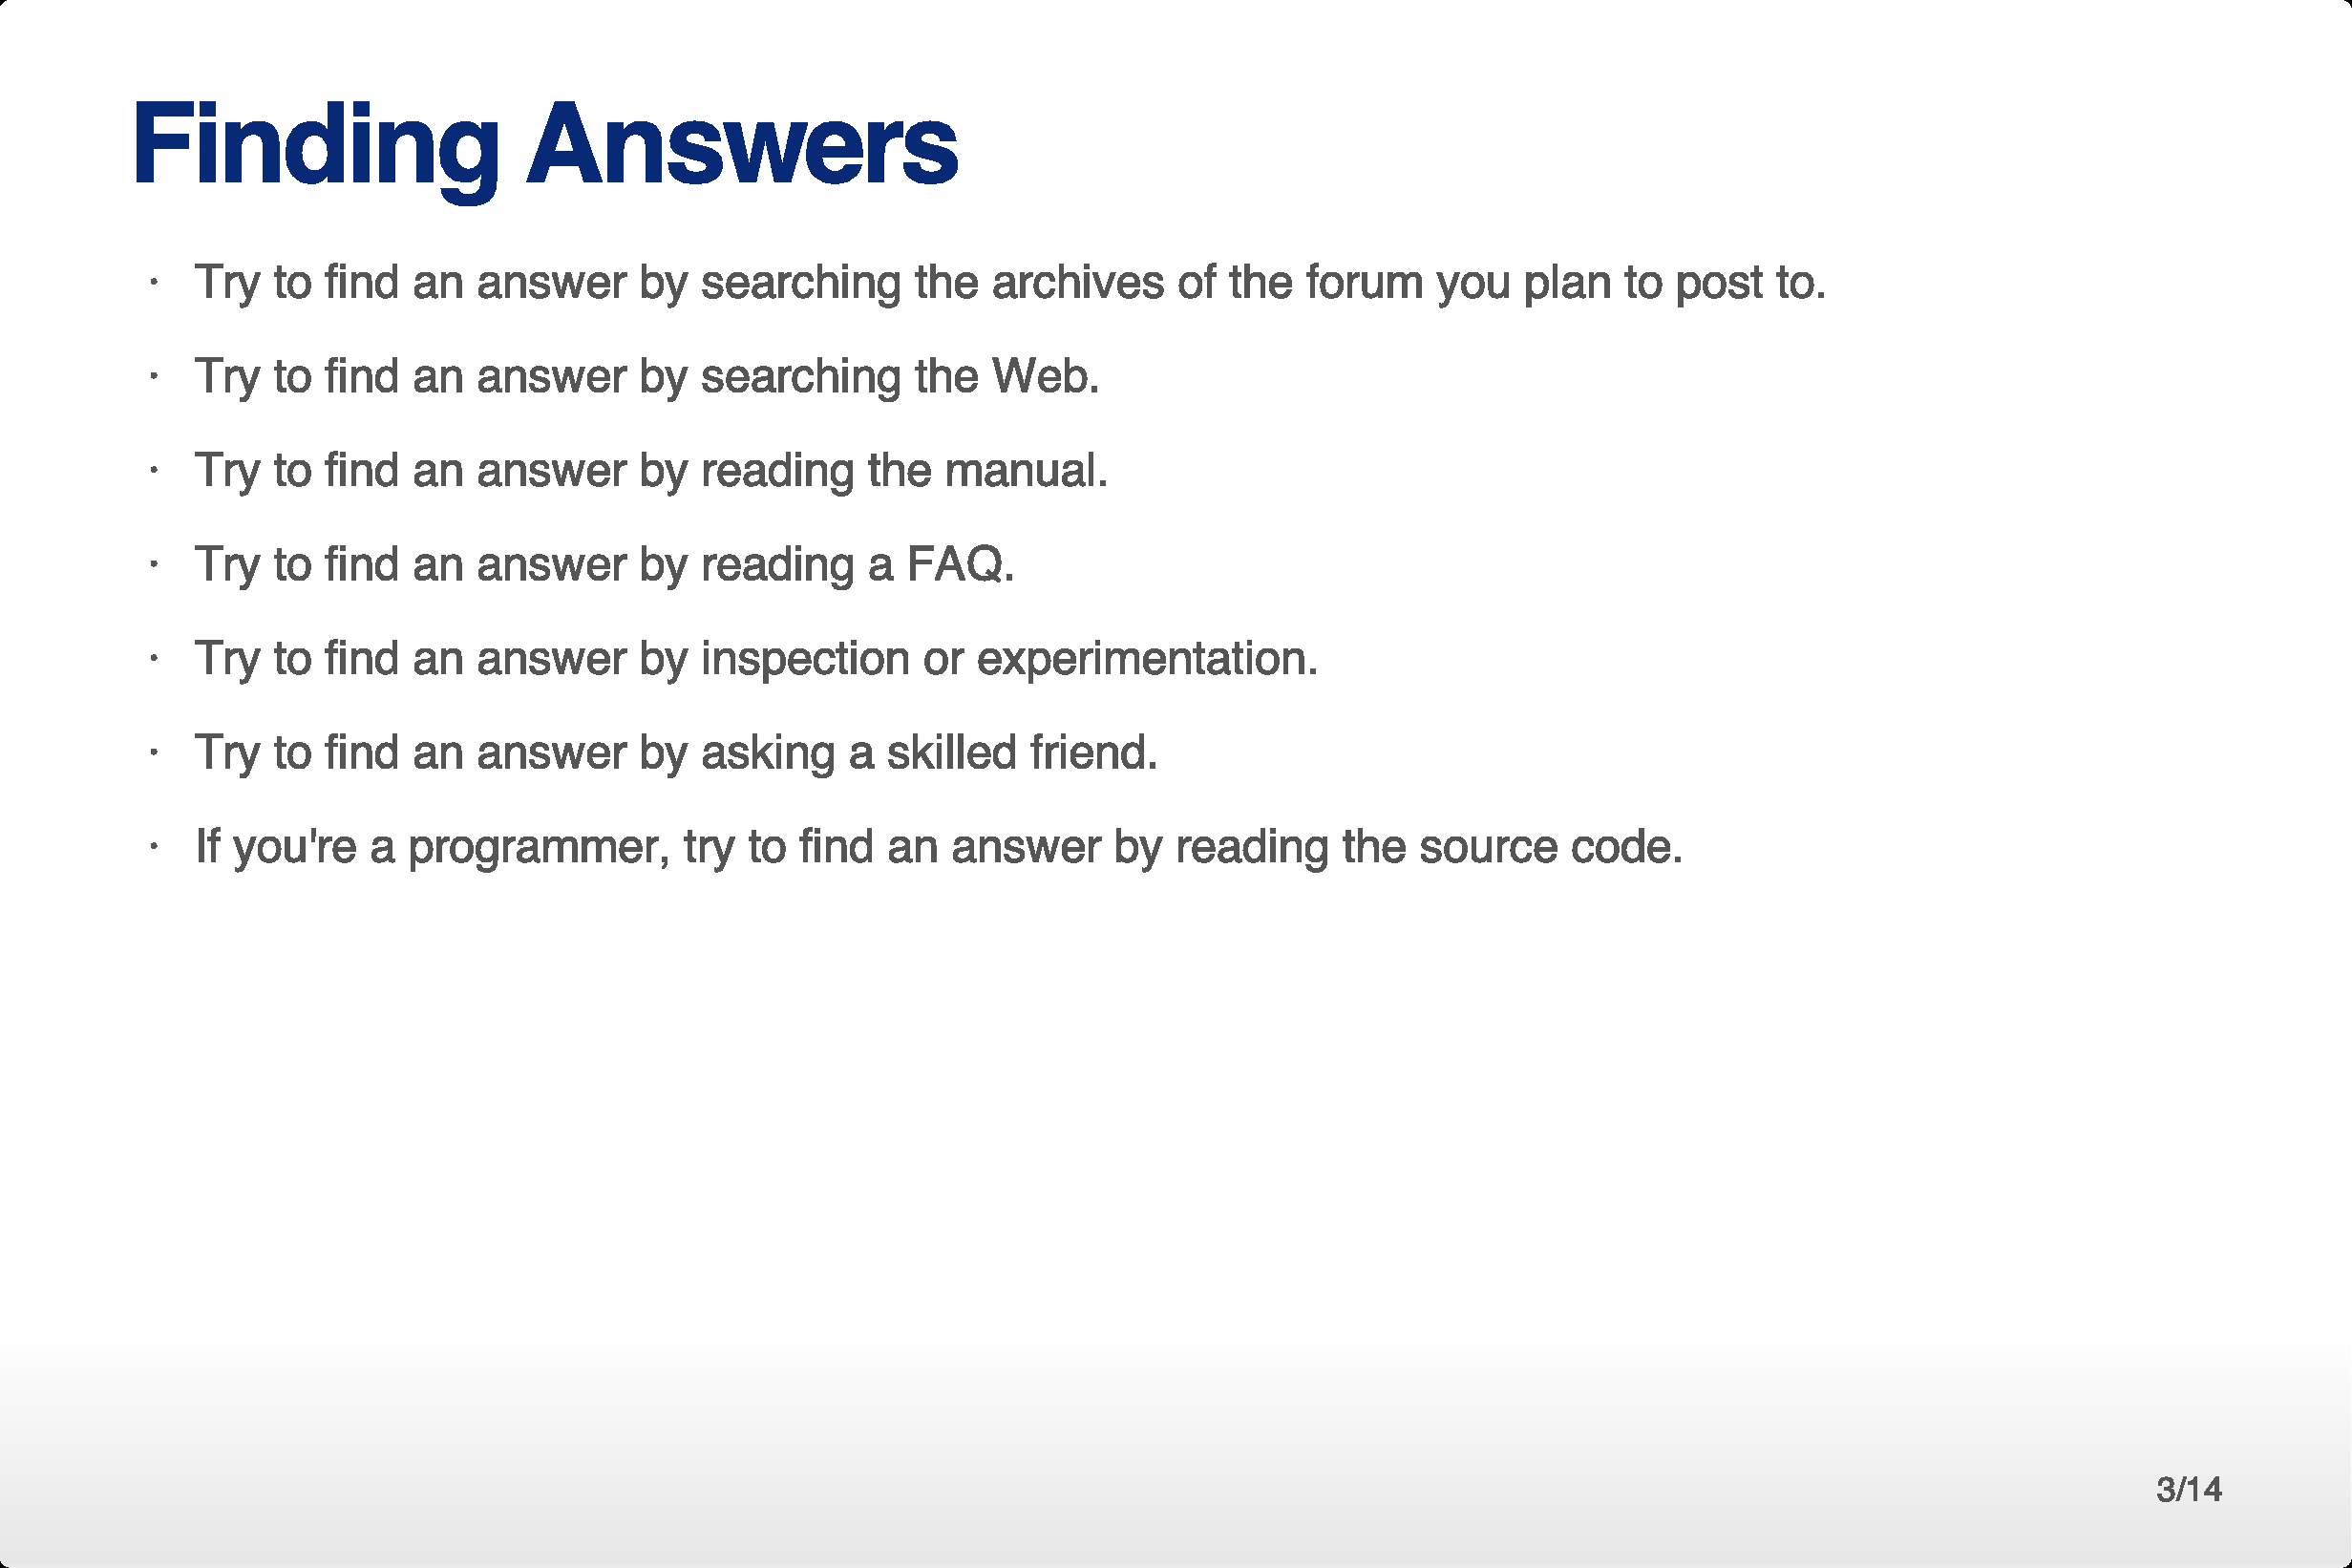 Finding Answers
· Try to find an answer by searching the archives of the forum you plan to post to.
· Try to find an answer by searching the Web.
· Try to find an answer by reading the manual.
· Try to find an answer by reading a FAQ.
· Try to find an answer by inspection or experimentation.
· Try to find an answer by asking a skilled friend.
· If you're a programmer, try to find an answer by reading the source code.
3/14